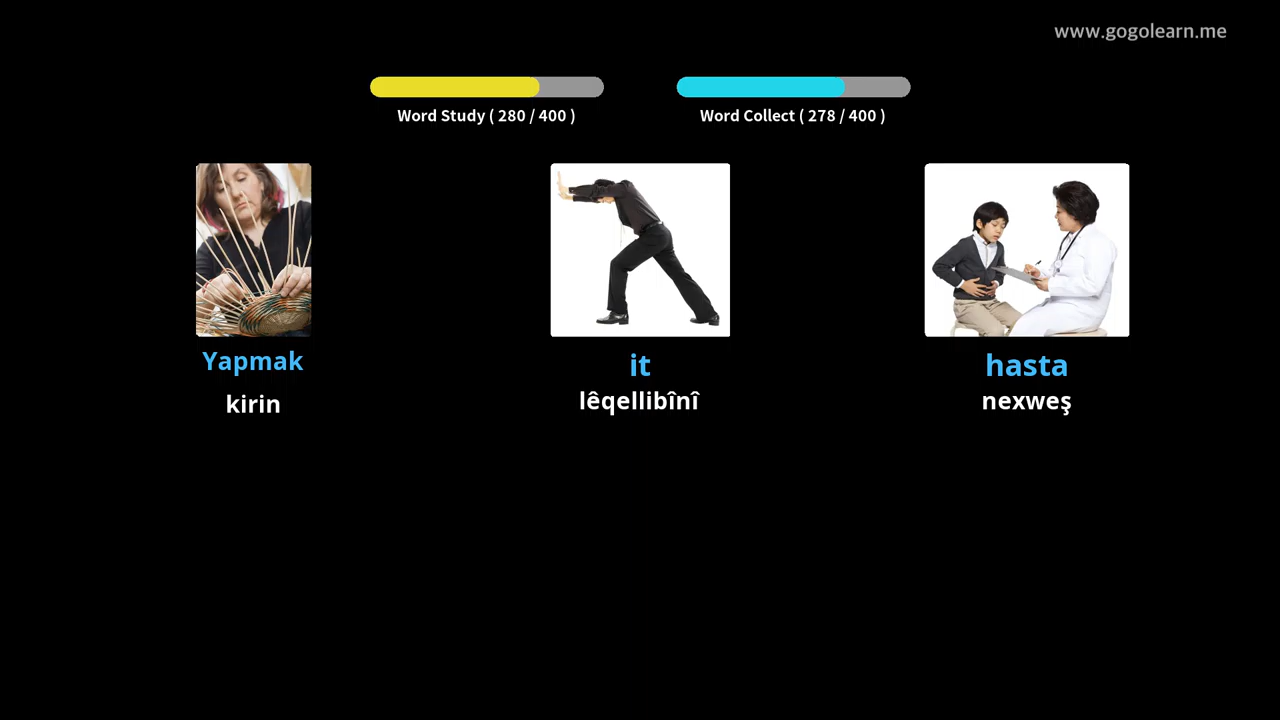 www.gogolearn.me
Word Study ( 280 / 400 )
Word Collect ( 278 / 400 )
Yapmak
kirin
it
lêqellibînî
hasta
nexweş